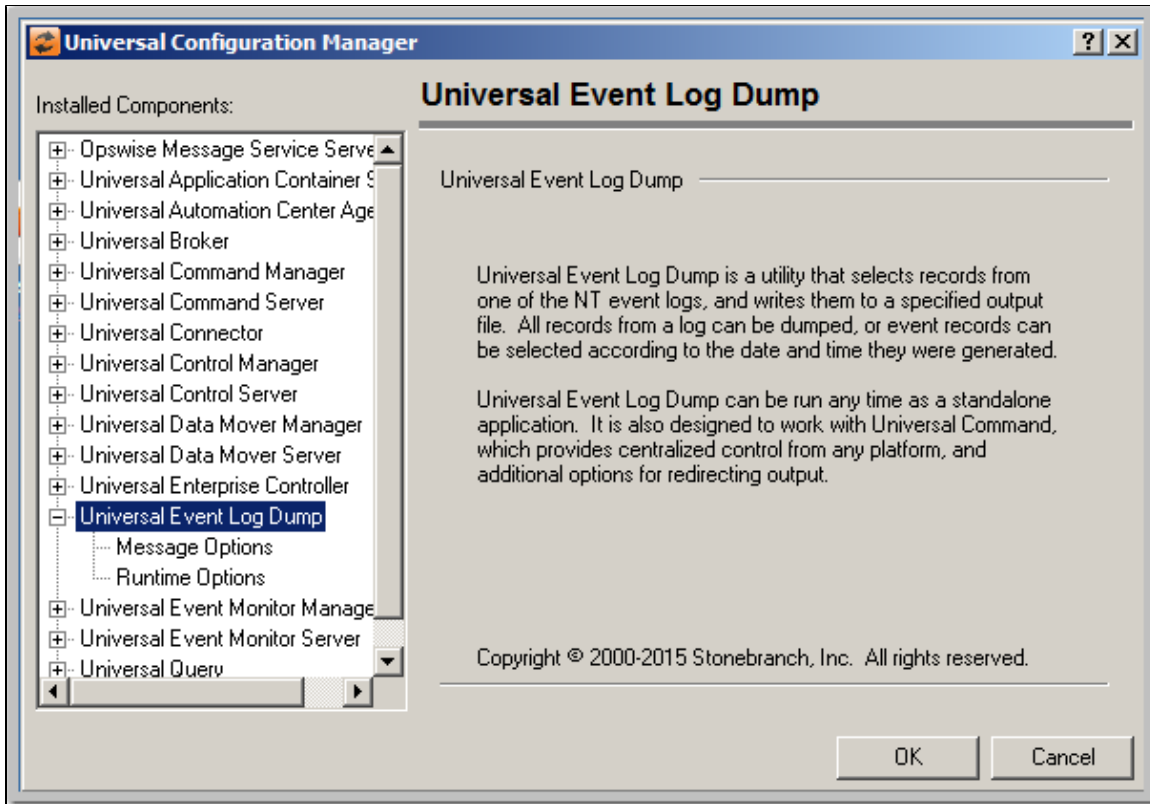 Universal Configuration Manager
Installed Components:
Opswise Message Service Serve
Universal Application Container S
Universal Automation Center Age
Universal Broker
Universal Command Manager
Universal Command Server
Universal Connector
Universal Control Manager
Universal Control Server
Universal Data Mover Manager
Universal Data Mover Server
Universal Enterprise Controller
Universal Event Log Dump
Message Options
Runtime Options
Universal Event Monitor Manage
Universal Event Monitor Server
Universal Query
Universal Event Log Dump
Universal Event Log Dump
Universal Event Log Dump is a utility that selects records from
one of the NT event logs, and writes them to a specified output
file. All records from a log can be dumped, or event records can
be selected according to the date and time they were generated.
Universal Event Log Dump can be run any time as a standalone
application. It is also designed to work with Universal Command,
which provides centralized control from any platform, and
additional options for redirecting output.
Copyright © 2000-2015 Stonebranch, Inc. All rights reserved.
OK
Cancel